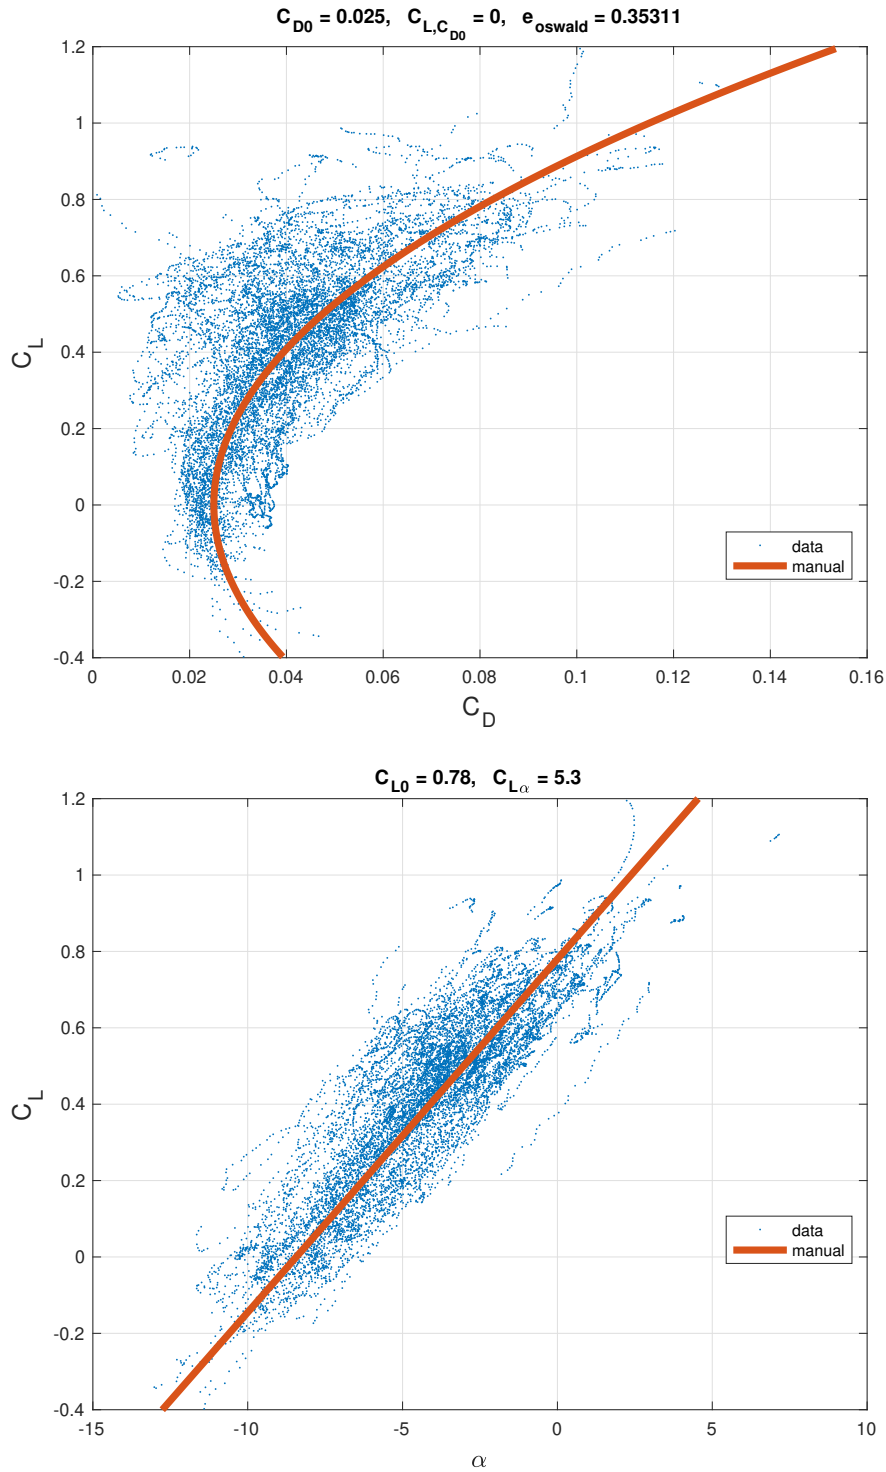 C_D0 = 0.025, C_L,C_D0 = 0, e_oswald = 0.35311
1.2
1
0.8
0.6
0.4
0.2
0
-0.2
-0.4
C_L
data
manual
0 0.02 0.04 0.06 0.08 0.1 0.12 0.14 0.16
C_D
C_L0 = 0.78, C_Lα = 5.3
1.2
1
0.8
0.6
0.4
0.2
0
-0.2
-0.4
C_L
data
manual
-15 -10 -5 0 5 10
α